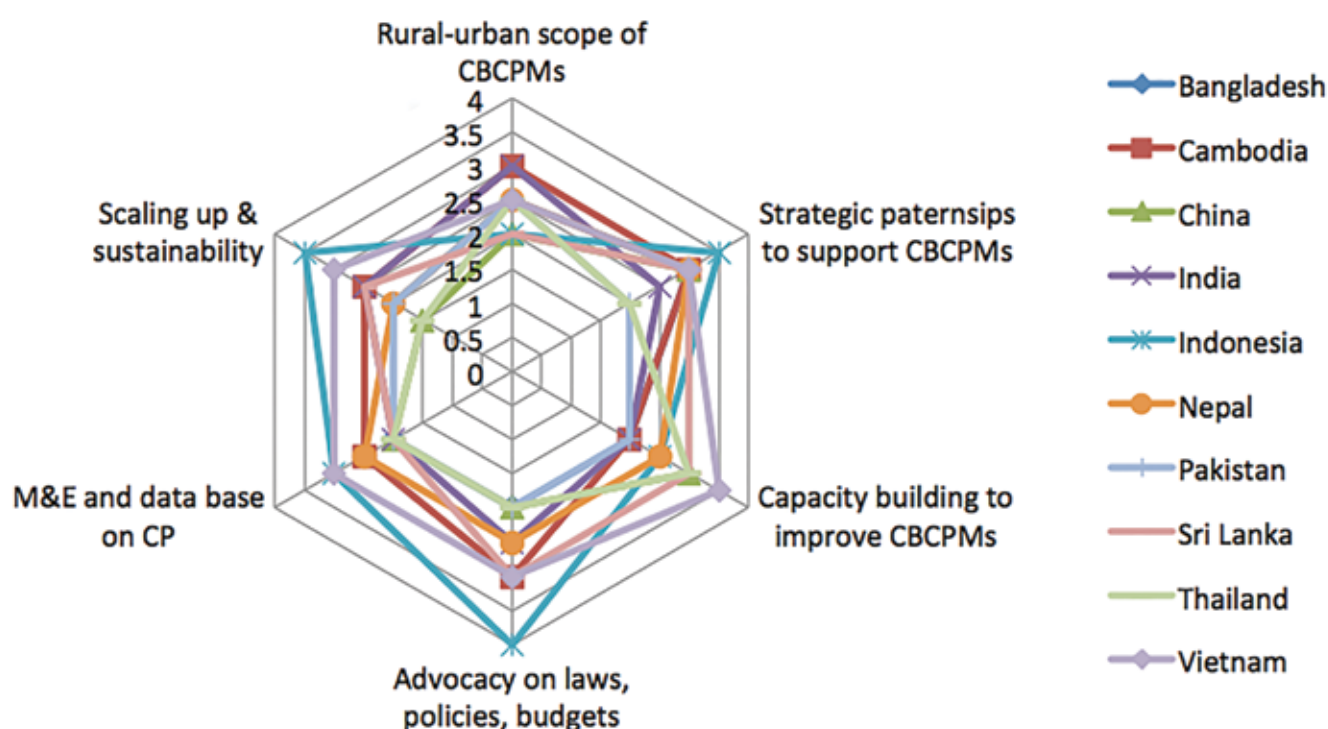 Rural-urban scope of
CBCPMs
4
3.5
3
2.5
2
1.5
1
0.5
0
Strategic paternsips
to support CBCPMs
Capacity building to
improve CBCPMs
Advocacy on laws,
policies, budgets
M&E and data base
on CP
Scaling up &
sustainability
Bangladesh
Cambodia
China
India
Indonesia
Nepal
Pakistan
Sri Lanka
Thailand
Vietnam